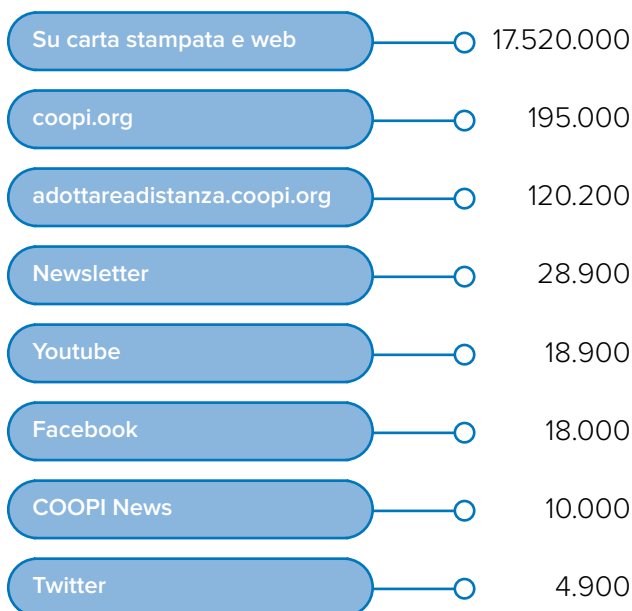 Su carta stampata e web 17.520.000
coopi.org 195.000
adottareadistanza.coopi.org 120.200
Newsletter 28.900
Youtube 18.900
Facebook 18.000
COOPI News 10.000
Twitter 4.900